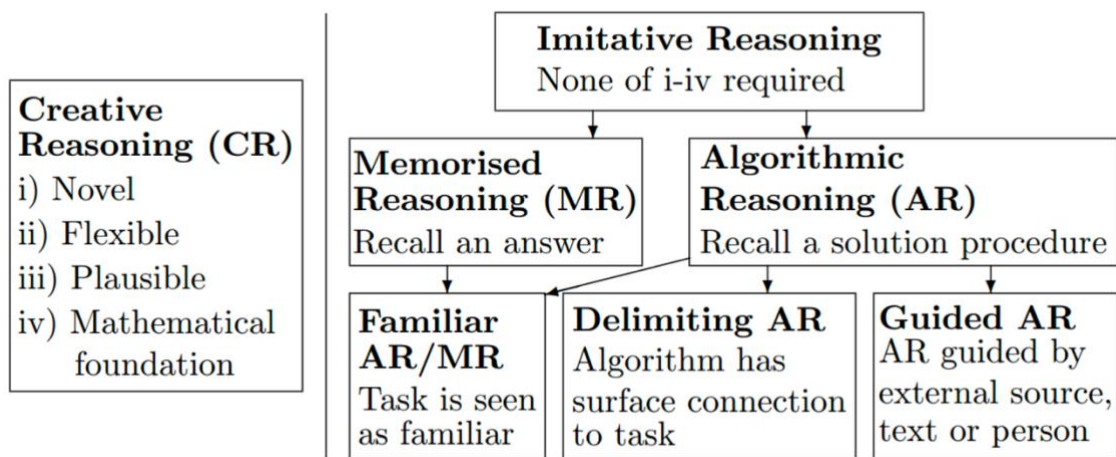 Creative
Reasoning (CR)
i) Novel
ii) Flexible
iii) Plausible
iv) Mathematical
foundation
Imitative Reasoning
None of i-iv required
Memorised
Reasoning (MR)
Recall an answer
Algorithmic
Reasoning (AR)
Recall a solution procedure
Familiar
AR/MR
Task is seen
as familiar
Delimiting AR
Algorithm has
surface connection
to task
Guided AR
AR guided by
external source,
text or person